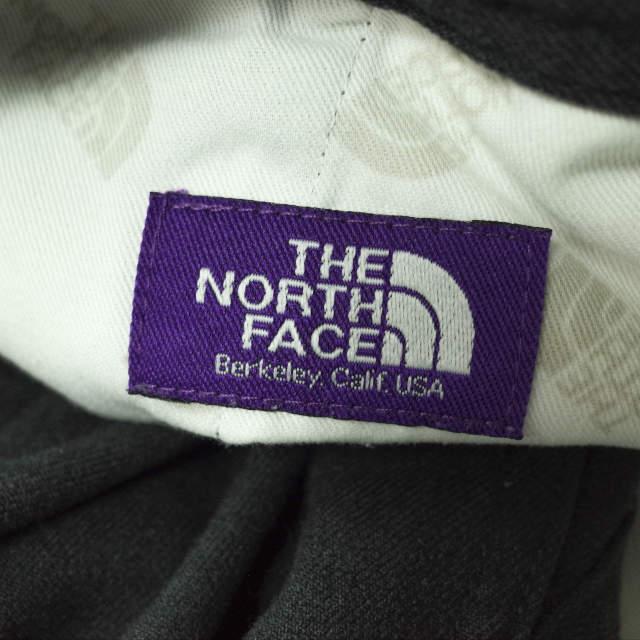 THE
NORTH
FACE
Berkeley, Calif. USA